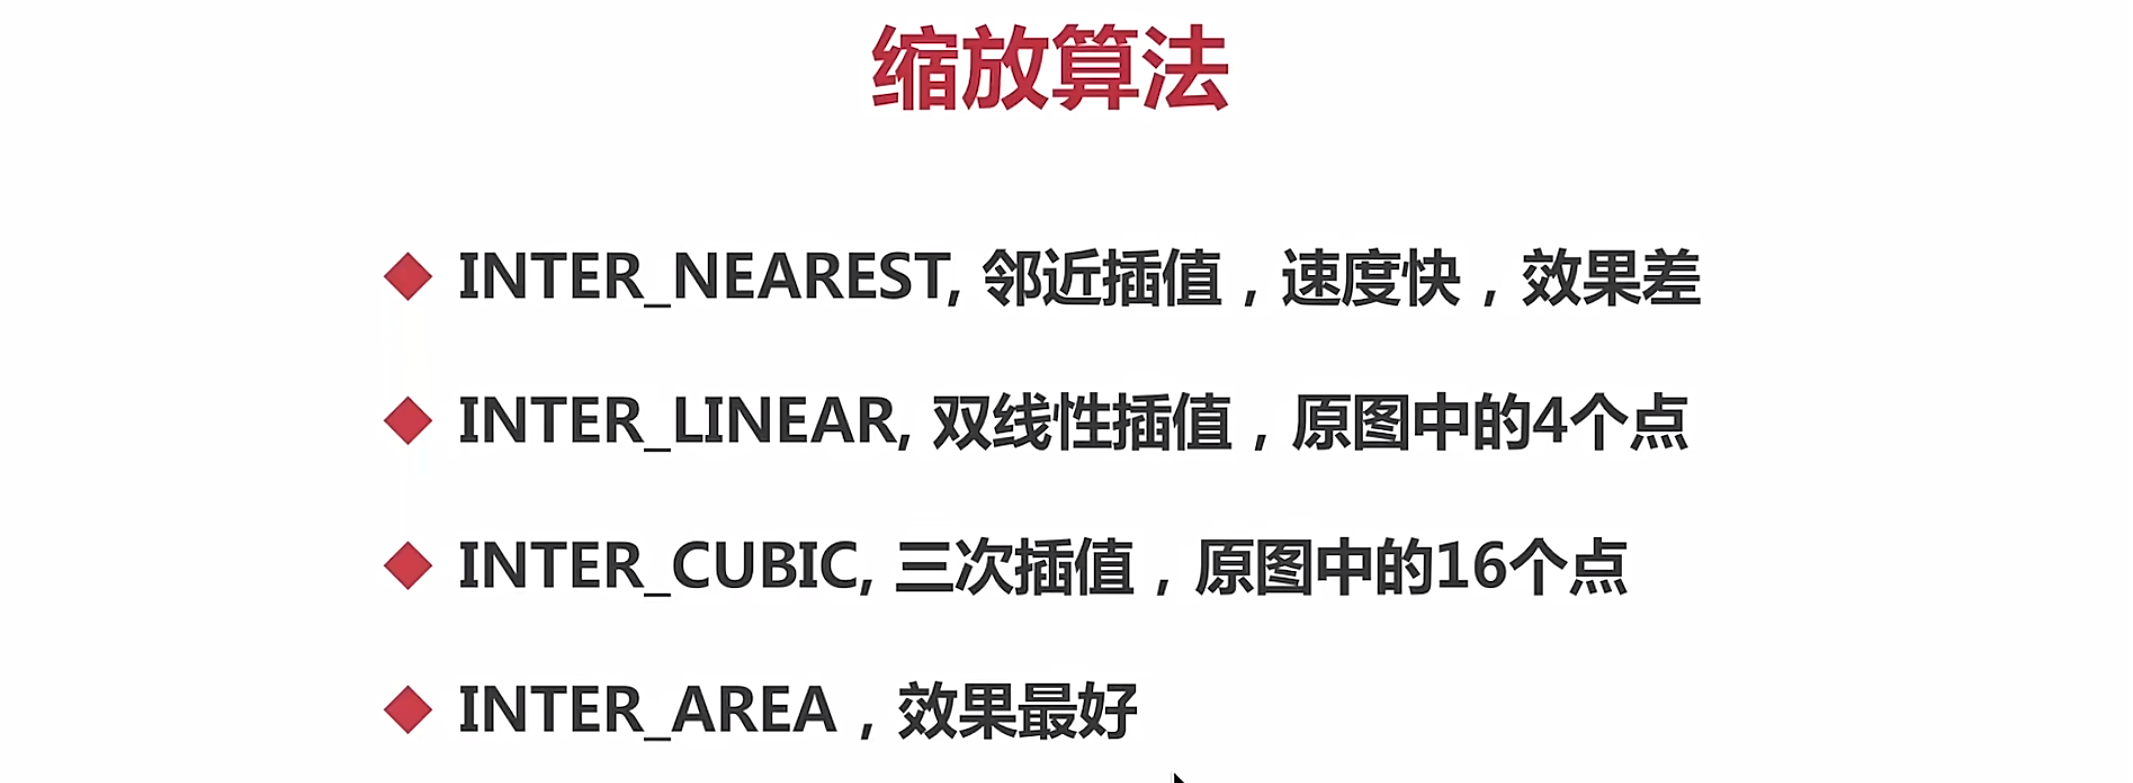 缩放算法
INTER_NEAREST, 邻近插值，速度快，效果差
INTER_LINEAR, 双线性插值，原图中的4个点
INTER_CUBIC, 三次插值，原图中的16个点
INTER_AREA，效果最好